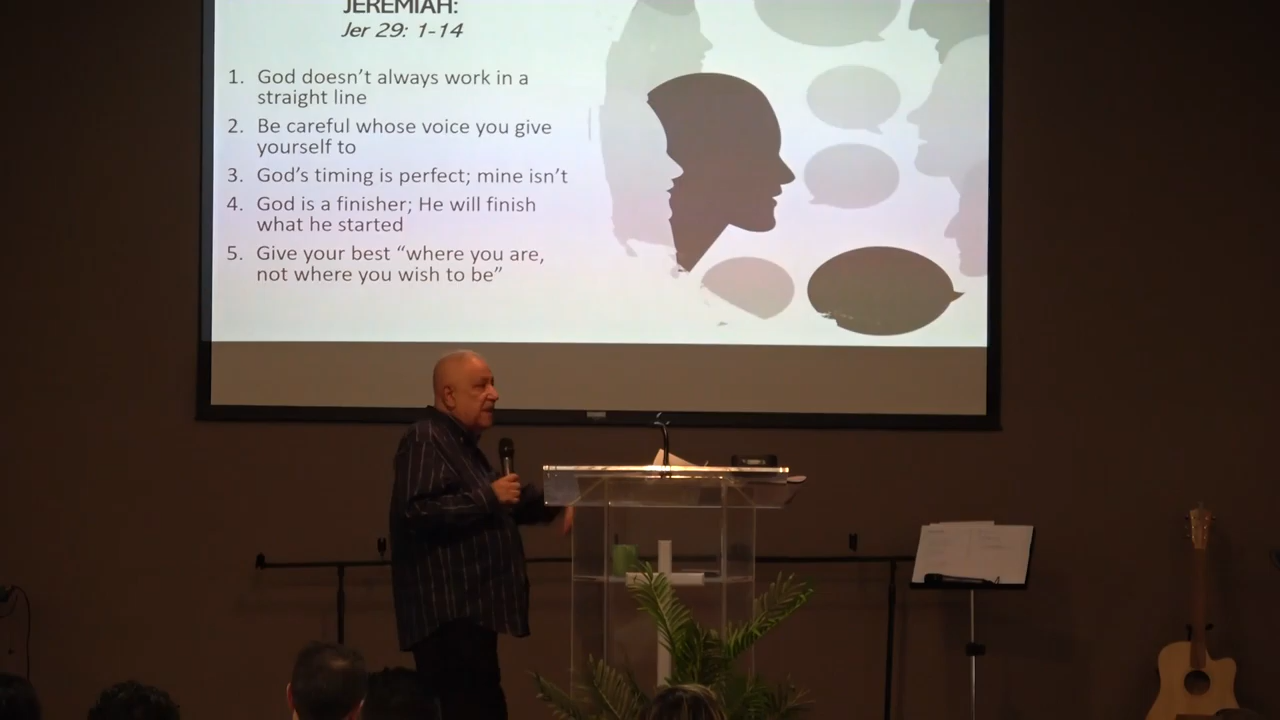 JEREMIAH:
Jer 29: 1-14
1. God doesn't always work in a
straight line
2. Be careful whose voice you give
yourself to
3. God's timing is perfect; mine isn't
4. God is a finisher; He will finish
what he started
5. Give your best “where you are,
not where you wish to be”